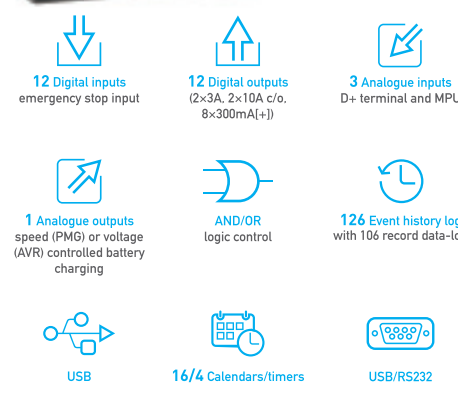 12 Digital inputs
emergency stop input
12 Digital outputs
(2×3A, 2×10A c/o,
8×300mA[+])
3 Analogue inputs
D+ terminal and MPU
1 Analogue outputs
speed (PMG) or voltage
(AVR) controlled battery
charging
AND/OR
logic control
126 Event history log
with 106 record data-lo
USB
16/4 Calendars/timers
USB/RS232